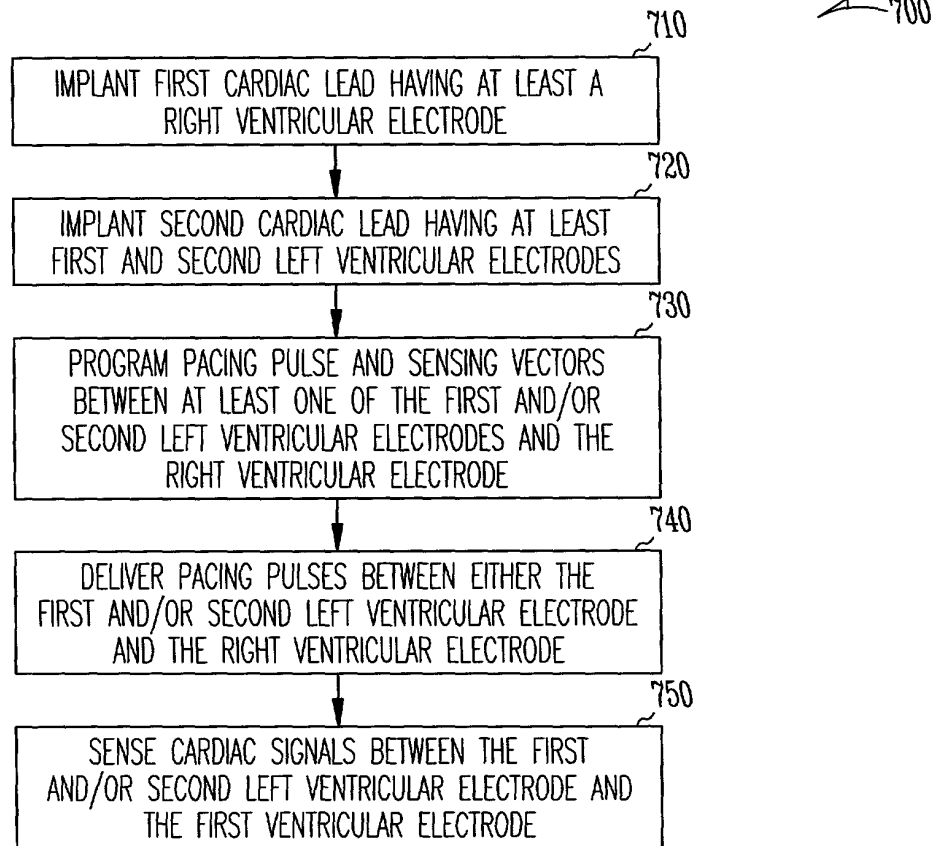 700
710
IMPLANT FIRST CARDIAC LEAD HAVING AT LEAST A
RIGHT VENTRICULAR ELECTRODE
720
IMPLANT SECOND CARDIAC LEAD HAVING AT LEAST
FIRST AND SECOND LEFT VENTRICULAR ELECTRODES
730
PROGRAM PACING PULSE AND SENSING VECTORS
BETWEEN AT LEAST ONE OF THE FIRST AND/OR
SECOND LEFT VENTRICULAR ELECTRODES AND THE
RIGHT VENTRICULAR ELECTRODE
740
DELIVER PACING PULSES BETWEEN EITHER THE
FIRST AND/OR SECOND LEFT VENTRICULAR ELECTRODE
AND THE RIGHT VENTRICULAR ELECTRODE
750
SENSE CARDIAC SIGNALS BETWEEN THE FIRST
AND/OR SECOND LEFT VENTRICULAR ELECTRODE AND
THE FIRST VENTRICULAR ELECTRODE